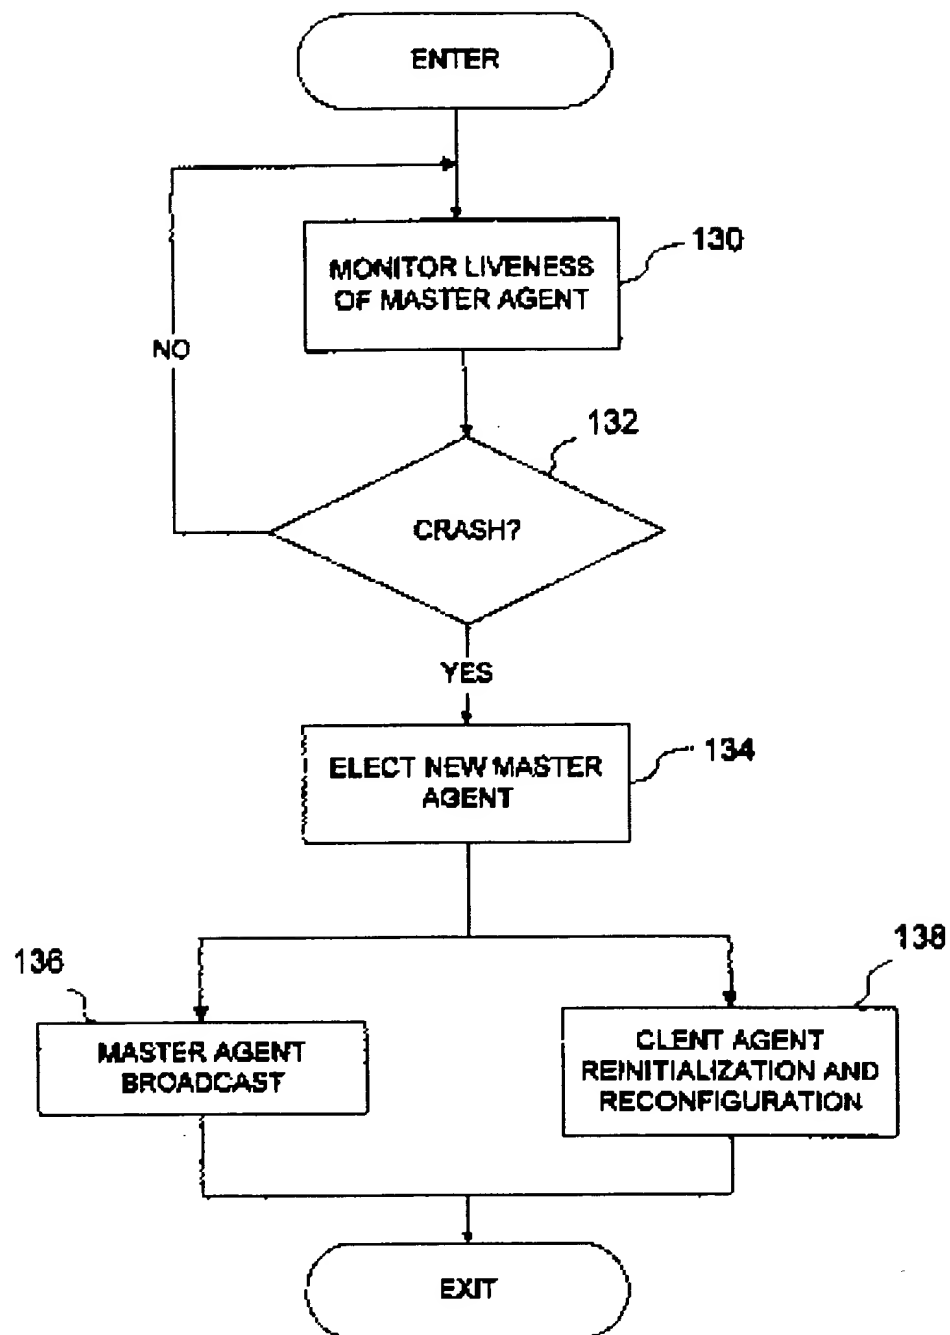 ENTER
130
MONITOR LIVENESS
OF MASTER AGENT
NO
132
CRASH?
YES
134
ELECT NEW MASTER
AGENT
136
138
MASTER AGENT
BROADCAST
CLENT AGENT
REINITIALIZATION AND
RECONFIGURATION
EXIT